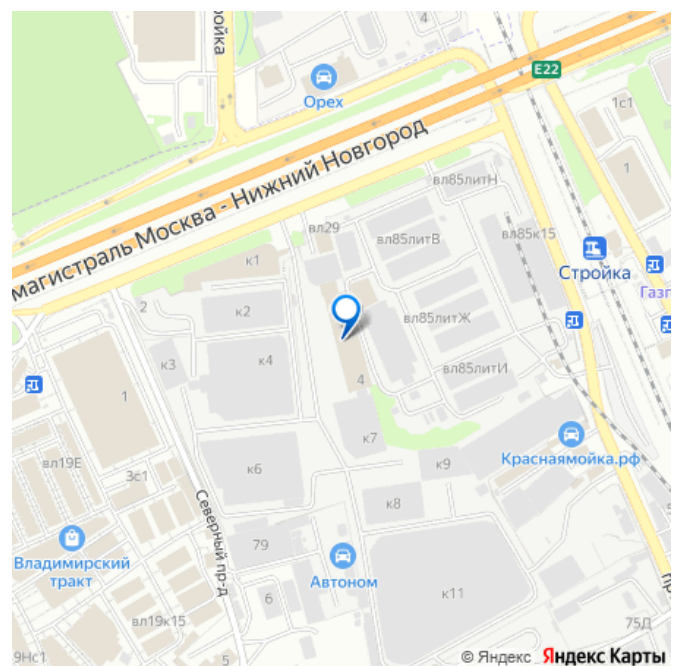 ройка
4
E22
Орех
1с1
1
магистраль Москва - Нижний Новгород
вл85литН
вл29
вл85литВ
вл85к15
к1
Стройка
Газп
2
к2
вл85литЖ
к3
к4
4
вл85литИ
1
к7
Краснаямойка.рф
вл19Е
3с1
к6
к9
Северный пр-д
к8
79
Владимирский
тракт
Автоном
6
к11
вл19к15
75Д
пр
9Нс1
5
© Яндекс Яндекс Карты